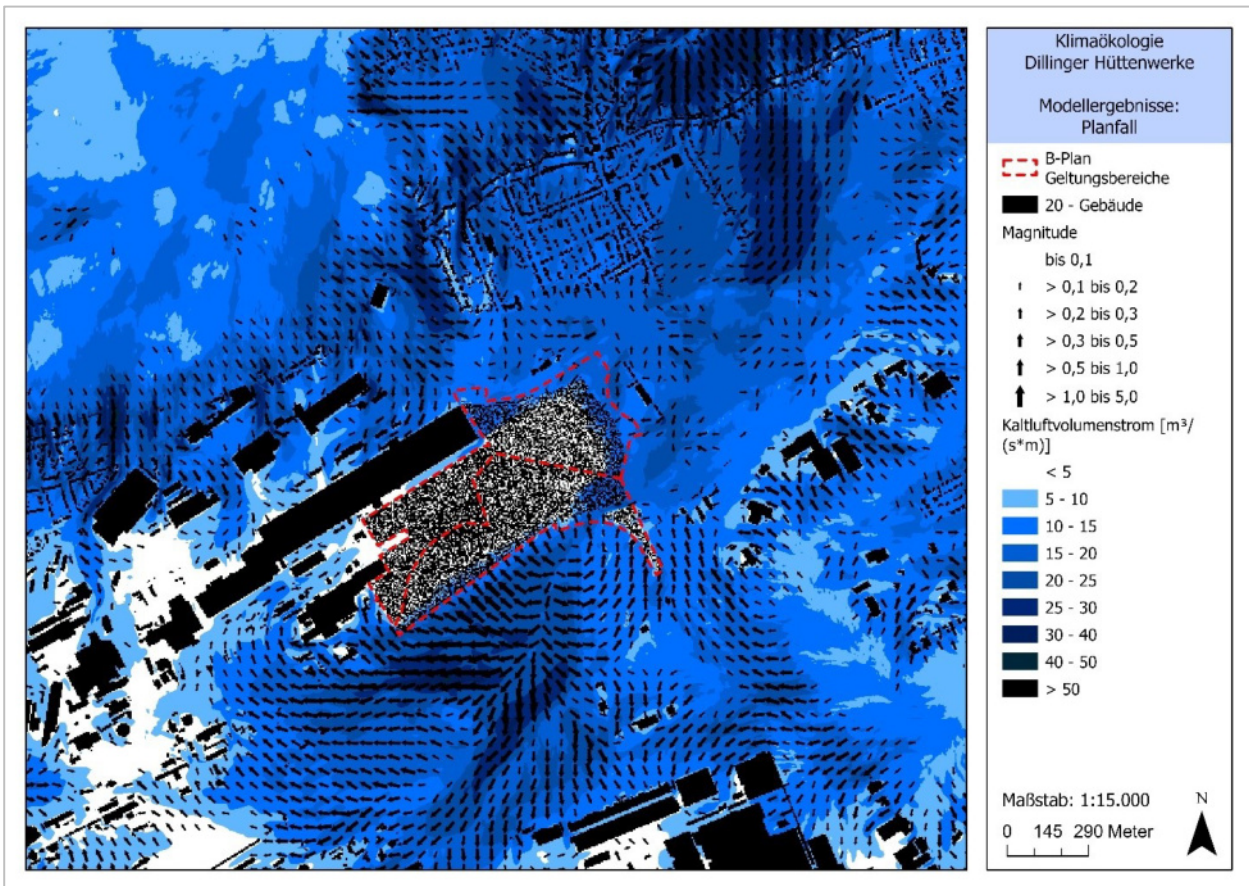 Klimaökologie
Dillinger Hüttenwerke
Modellergebnisse:
Planfall
B-Plan
Geltungsbereiche
20 - Gebäude
Magnitude
bis 0,1
> 0,1 bis 0,2
> 0,2 bis 0,3
> 0,3 bis 0,5
> 0,5 bis 1,0
> 1,0 bis 5,0
Kaltluftvolumenstrom [m³/
(s*m)]
< 5
5 - 10
10 - 15
15 - 20
20 - 25
25 - 30
30 - 40
40 - 50
> 50
Maßstab: 1:15.000
N
0 145 290 Meter